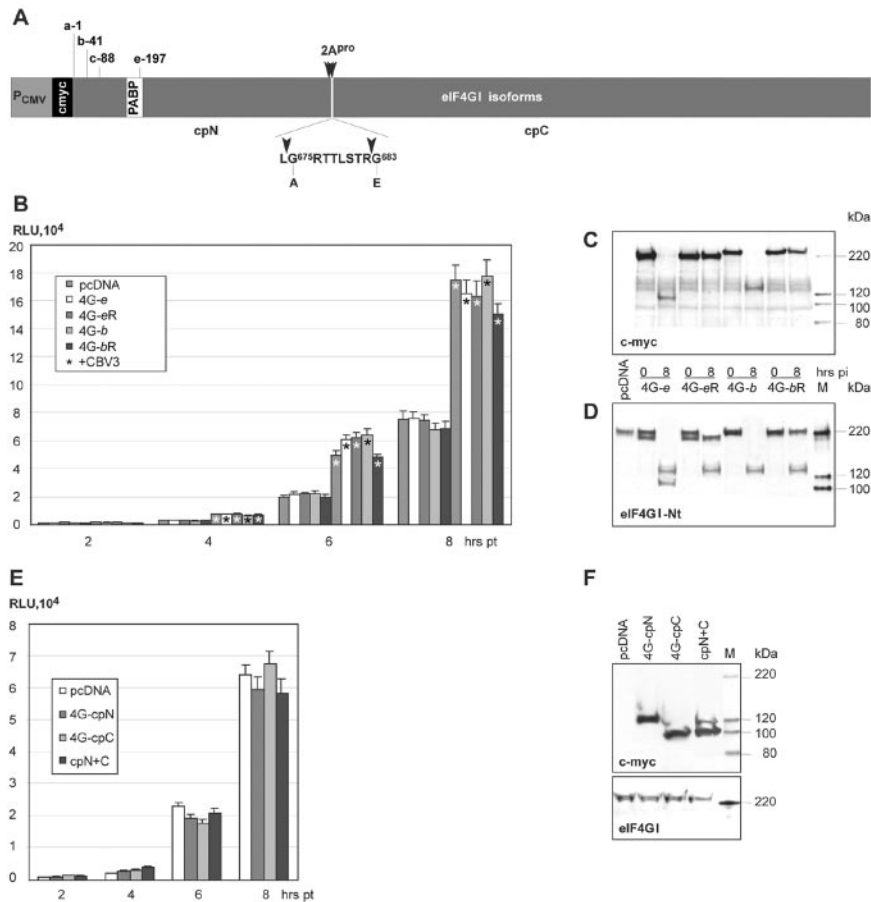 A
a-1
b-41
c-88
e-197
2Apro
PCMV
cmyc
PABP
eIF4GI isoforms
cpN
cpC
LG675RTTLSTRG683
A E
B
RLU,10⁴
20
18
16
14
12
10
8
6
4
2
0
pcDNA
4G-e
4G-eR
4G-b
4G-bR
* +CBV3
2 4 6 8 hrs pt
C
kDa
220
120
100
80
c-myc
pcDNA
0 8 0 8 0 8 0 8 hrs pi
4G-e 4G-eR 4G-b 4G-bR M kDa
D
220
120
100
eIF4GI-Nt
E
RLU,10⁴
8
7
6
5
4
3
2
1
0
pcDNA
4G-cpN
4G-cpC
cpN+C
2 4 6 8 hrs pt
F
pcDNA
4G-cpN
4G-cpC
cpN+C
M kDa
220
120
100
80
c-myc
220
eIF4GI